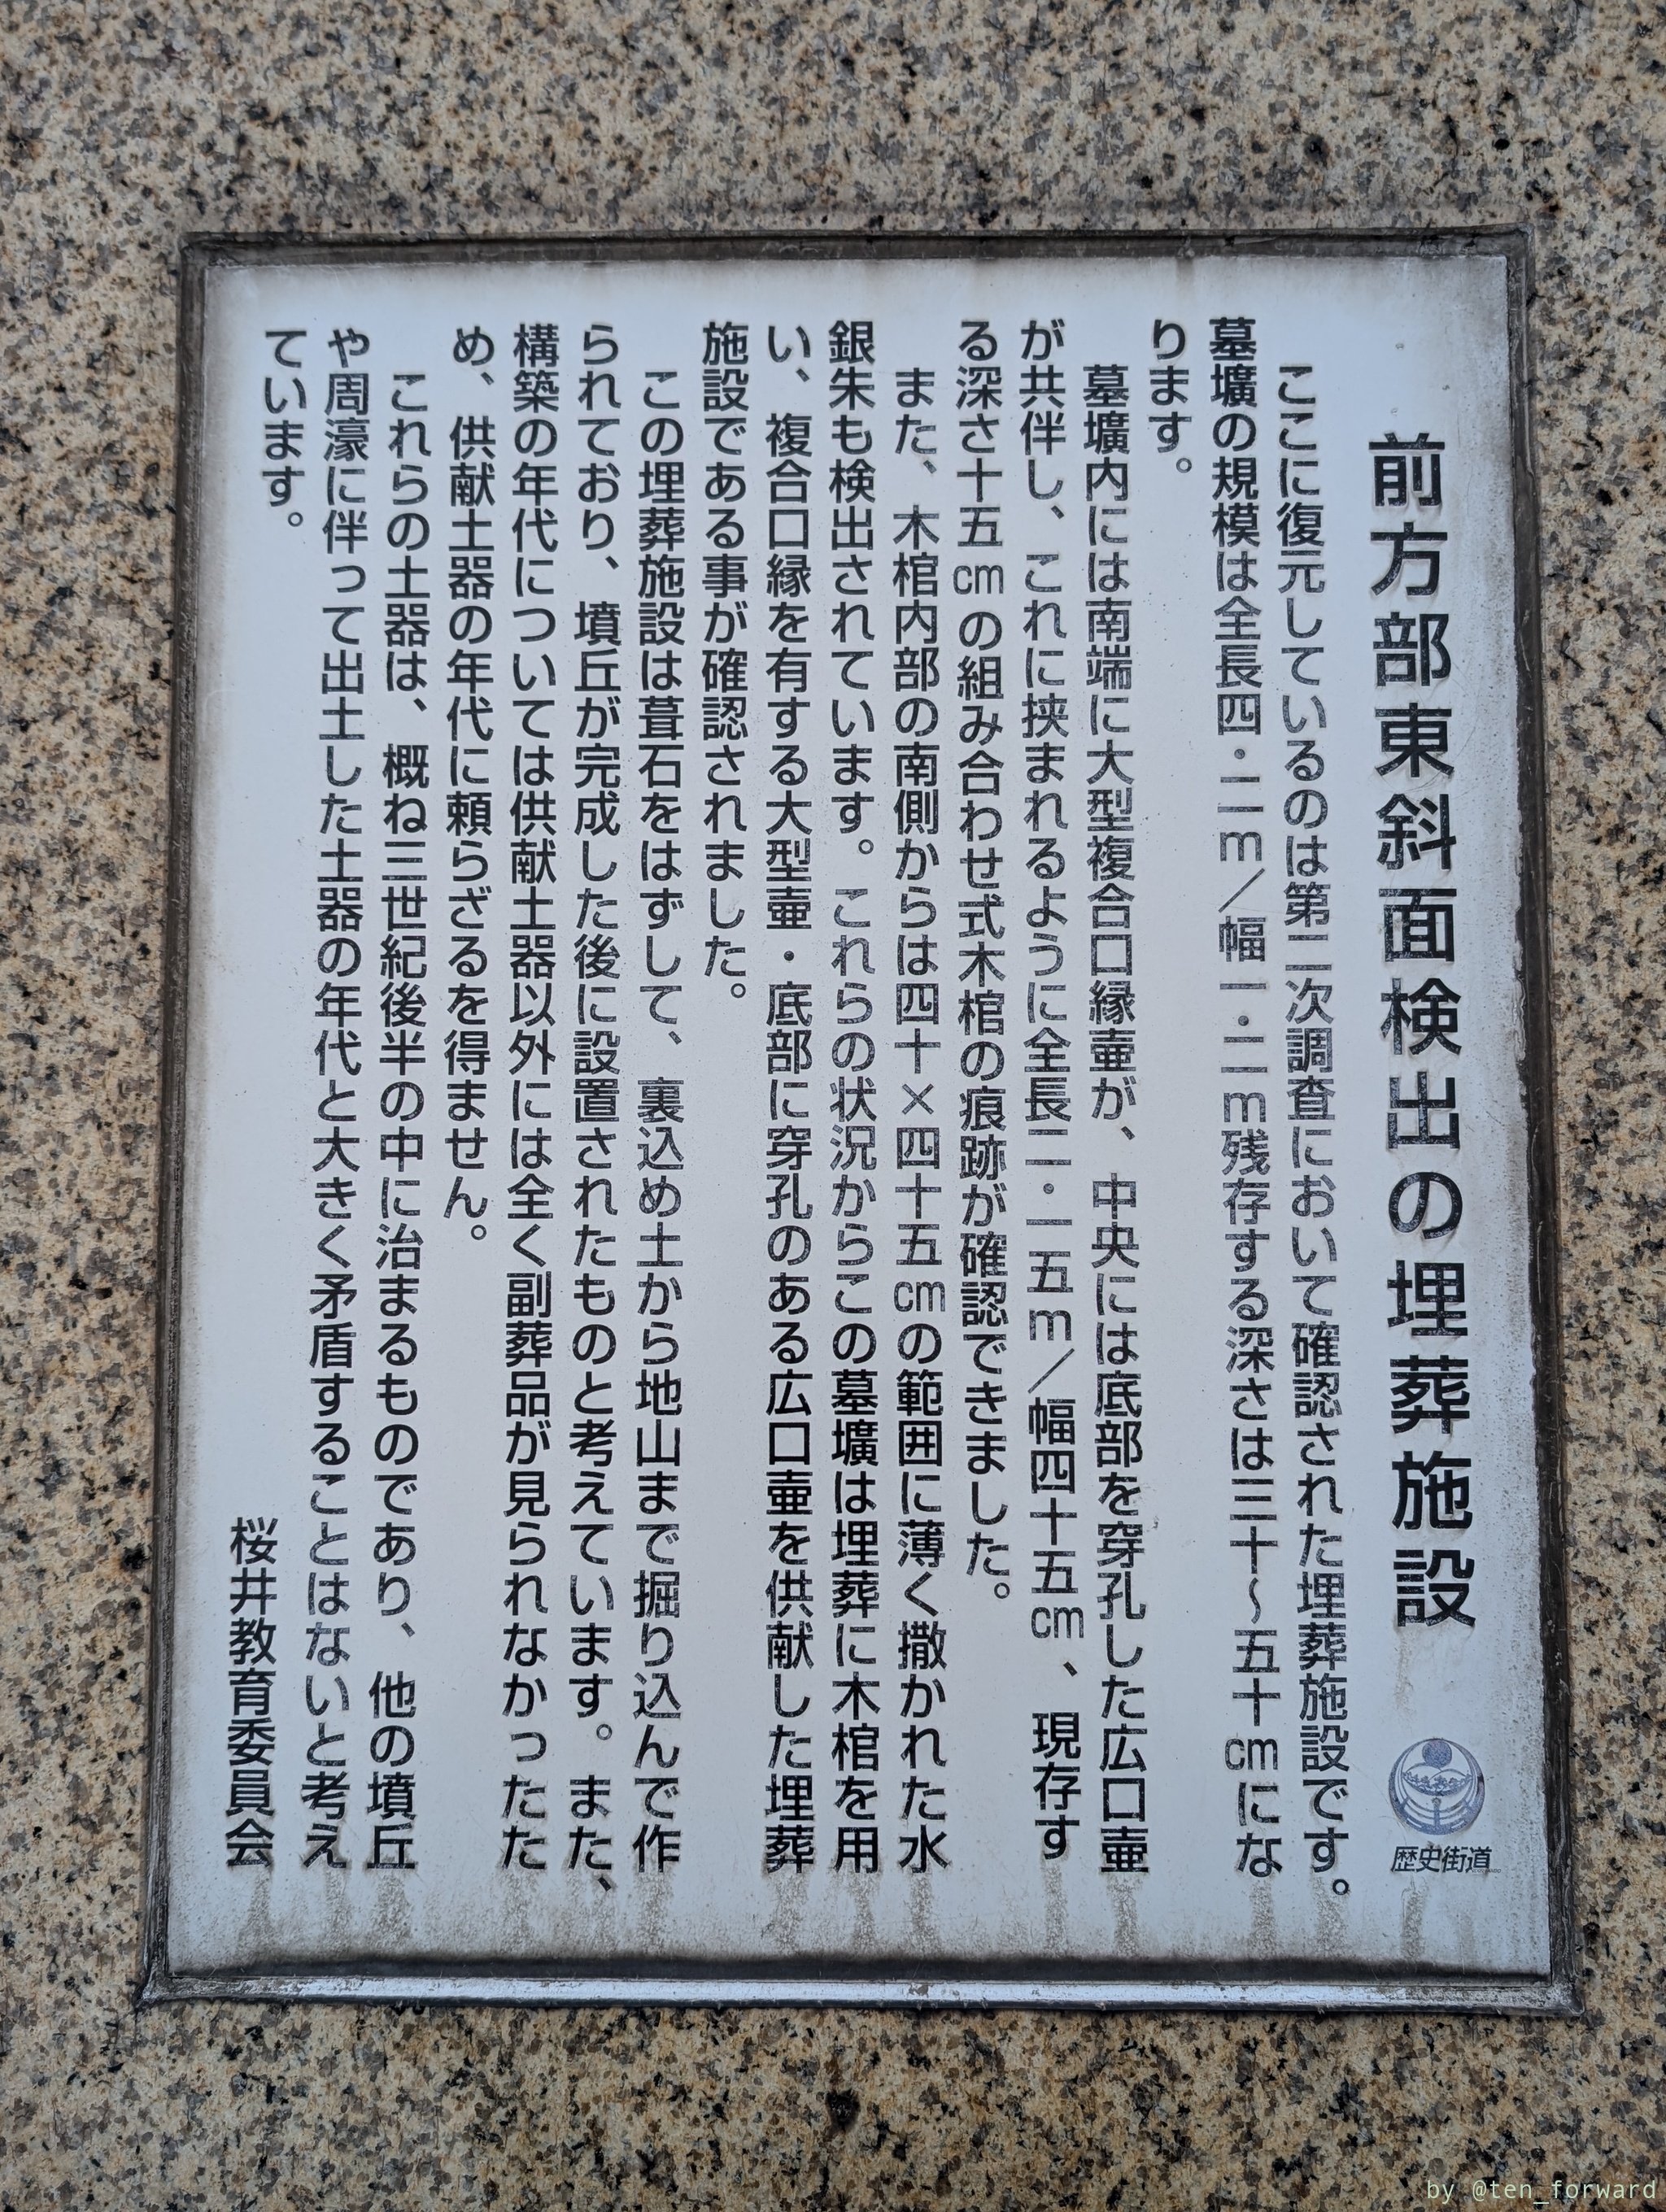 前方部東斜面検出の埋葬施設
歴史街道
ここに復元しているのは第二次調査において確認された埋葬施設です。
墓壙の規模は全長四・二m/幅一・二m残存する深さは三十~五十cmにな
ります。
墓壙内には南端に大型複合口縁壷が、中央には底部を穿孔した広口壷
が共伴し、これに挟まれるように全長二・一五m/幅四十五cm、現存す
る深さ十五cmの組み合わせ式木棺の痕跡が確認できました。
また、木棺内部の南側からは四十×四十五cmの範囲に薄く撒かれた水
銀朱も検出されています。これらの状況からこの墓壙は埋葬に木棺を用
い、複合口縁を有する大型壷・底部に穿孔のある広口壷を供献した埋葬
施設である事が確認されました。
この埋葬施設は葺石をはずして、裏込め土から地山まで掘り込んで作
られており、墳丘が完成した後に設置されたものと考えています。また、
構築の年代については供献土器以外には全く副葬品が見られなかったた
め、供献土器の年代に頼らざるを得ません。
これらの土器は、概ね三世紀後半の中に治まるものであり、他の墳丘
や周濠に伴って出土した土器の年代と大きく矛盾することはないと考え
ています。
桜井教育委員会
by @ten_forward